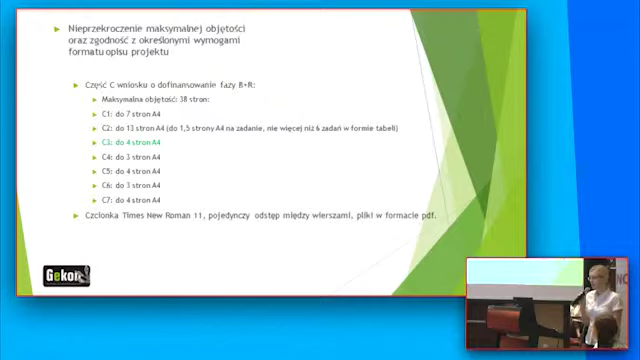 Nieprzekroczenie maksymalnej objętości
oraz zgodność z określonymi wymogami
formatu opisu projektu
Część C wniosku o dofinansowanie fazy B+R:
Maksymalna objętość: 38 stron:
C1: do 7 stron A4
C2: do 13 stron A4 (do 1,5 strony A4 na zadanie, nie więcej niż 6 zadań w formie tabeli)
C3: do 4 stron A4
C4: do 3 stron A4
C5: do 4 stron A4
C6: do 3 stron A4
C7: do 4 stron A4
Czcionka Times New Roman 11, pojedynczy odstęp między wierszami, pliki w formacie pdf.
Gekon